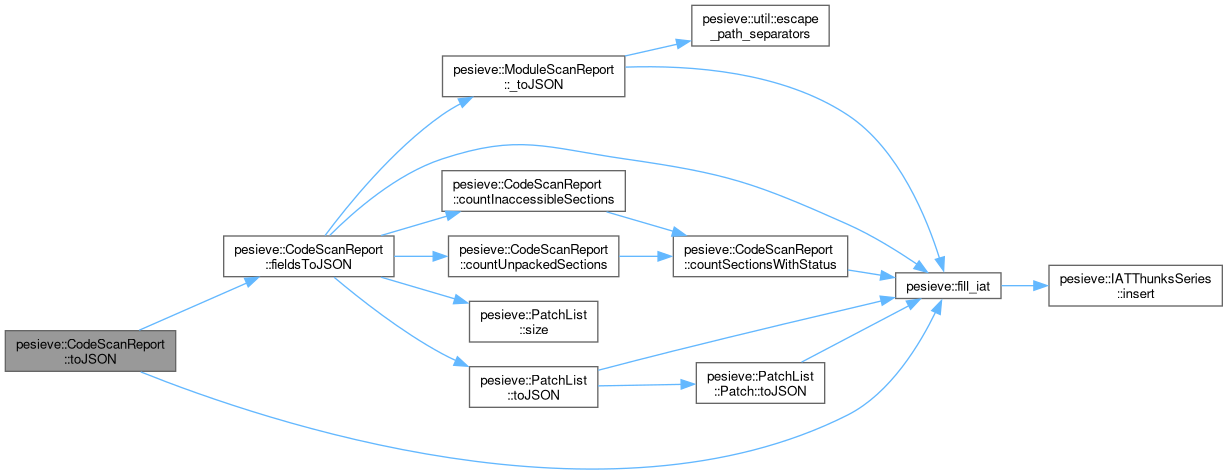 pesieve::util::escape
_path_separators
pesieve::ModuleScanReport
::_toJSON
pesieve::CodeScanReport
::countInaccessibleSections
pesieve::CodeScanReport
::fieldsToJSON
pesieve::CodeScanReport
::countUnpackedSections
pesieve::CodeScanReport
::countSectionsWithStatus
pesieve::fill_iat
pesieve::IATThunksSeries
::insert
pesieve::PatchList
::size
pesieve::CodeScanReport
::toJSON
pesieve::PatchList
::toJSON
pesieve::PatchList
::Patch::toJSON